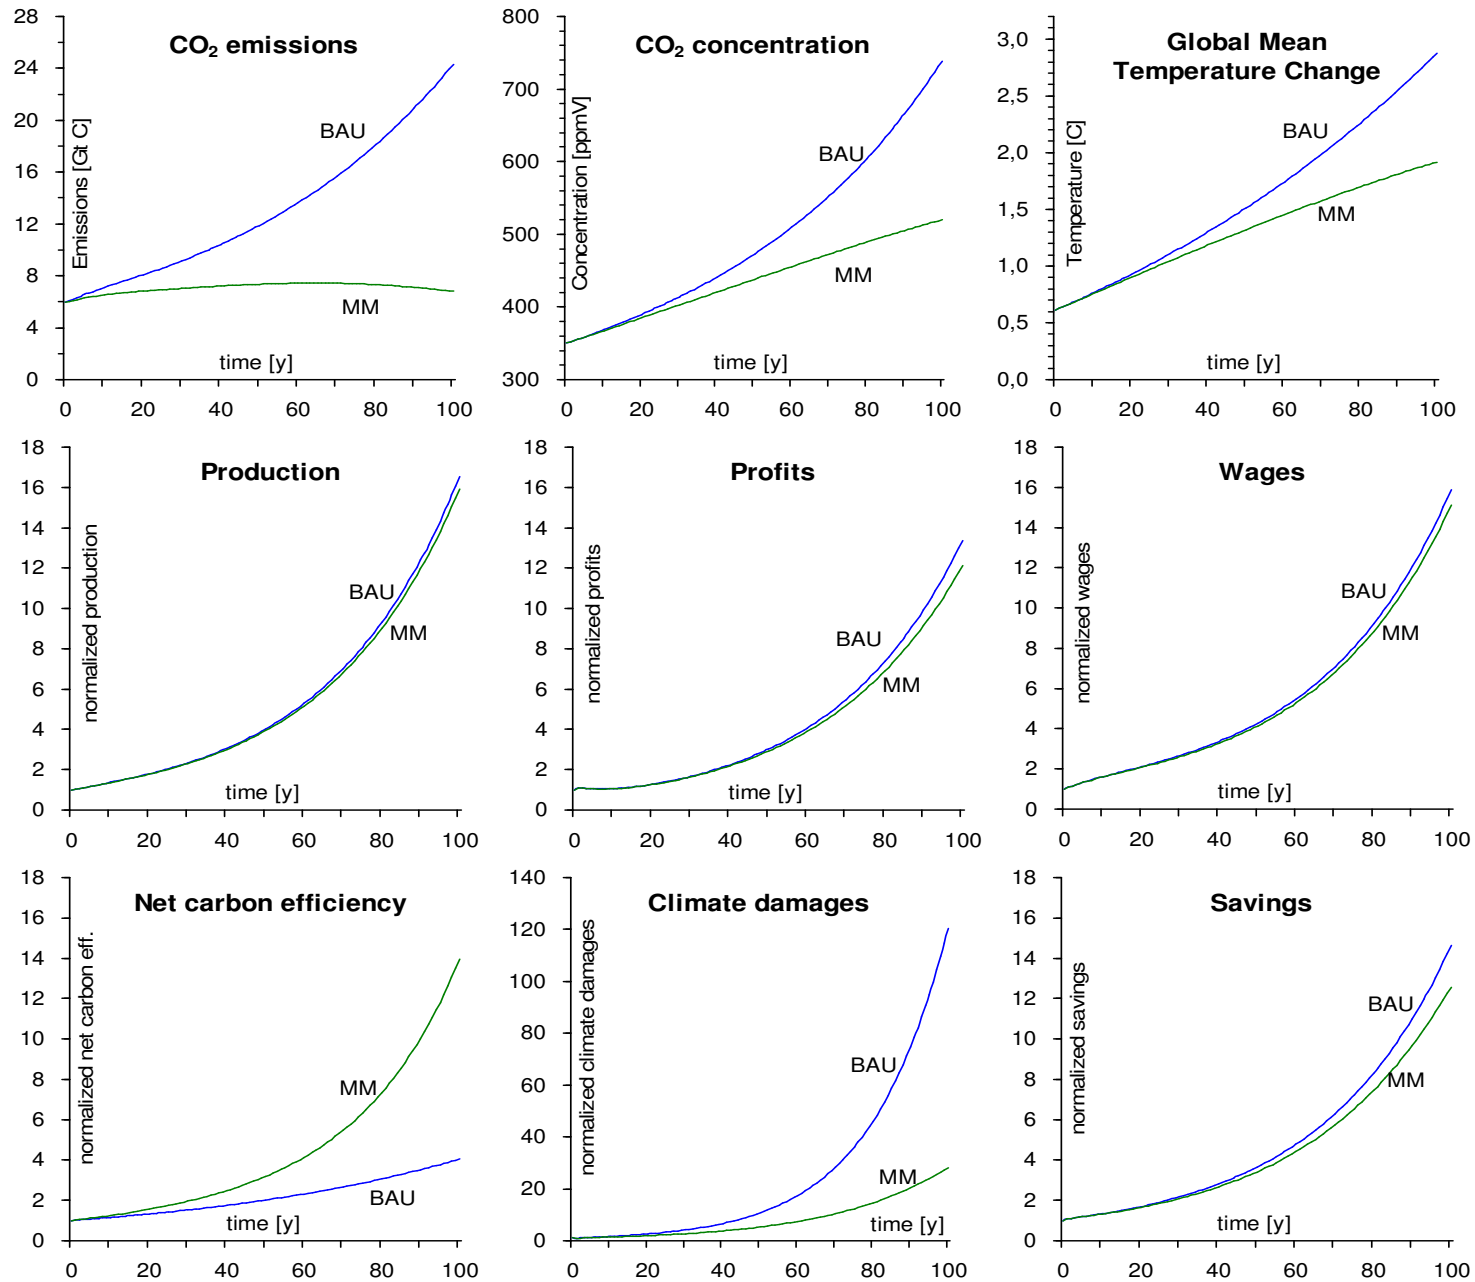 CO₂ emissions
28
24
20
16
12
8
4
0
Emissions [Gt C]
BAU
MM
time [y]
0 20 40 60 80 100
CO₂ concentration
800
700
600
500
400
300
Concentration [ppmV]
BAU
MM
time [y]
0 20 40 60 80 100
Global Mean
Temperature Change
3,0
2,5
2,0
1,5
1,0
0,5
0,0
Temperature [C]
BAU
MM
time [y]
0 20 40 60 80 100
Production
18
16
14
12
10
8
6
4
2
0
normalized production
BAU
MM
time [y]
0 20 40 60 80 100
Profits
18
16
14
12
10
8
6
4
2
0
normalized profits
BAU
MM
time [y]
0 20 40 60 80 100
Wages
18
16
14
12
10
8
6
4
2
0
normalized wages
BAU
MM
time [y]
0 20 40 60 80 100
Net carbon efficiency
18
16
14
12
10
8
6
4
2
0
normalized net carbon eff.
MM
BAU
time [y]
0 20 40 60 80 100
Climate damages
140
120
100
80
60
40
20
0
normalized climate damages
BAU
MM
time [y]
0 20 40 60 80 100
Savings
18
16
14
12
10
8
6
4
2
0
normalized savings
BAU
MM
time [y]
0 20 40 60 80 100